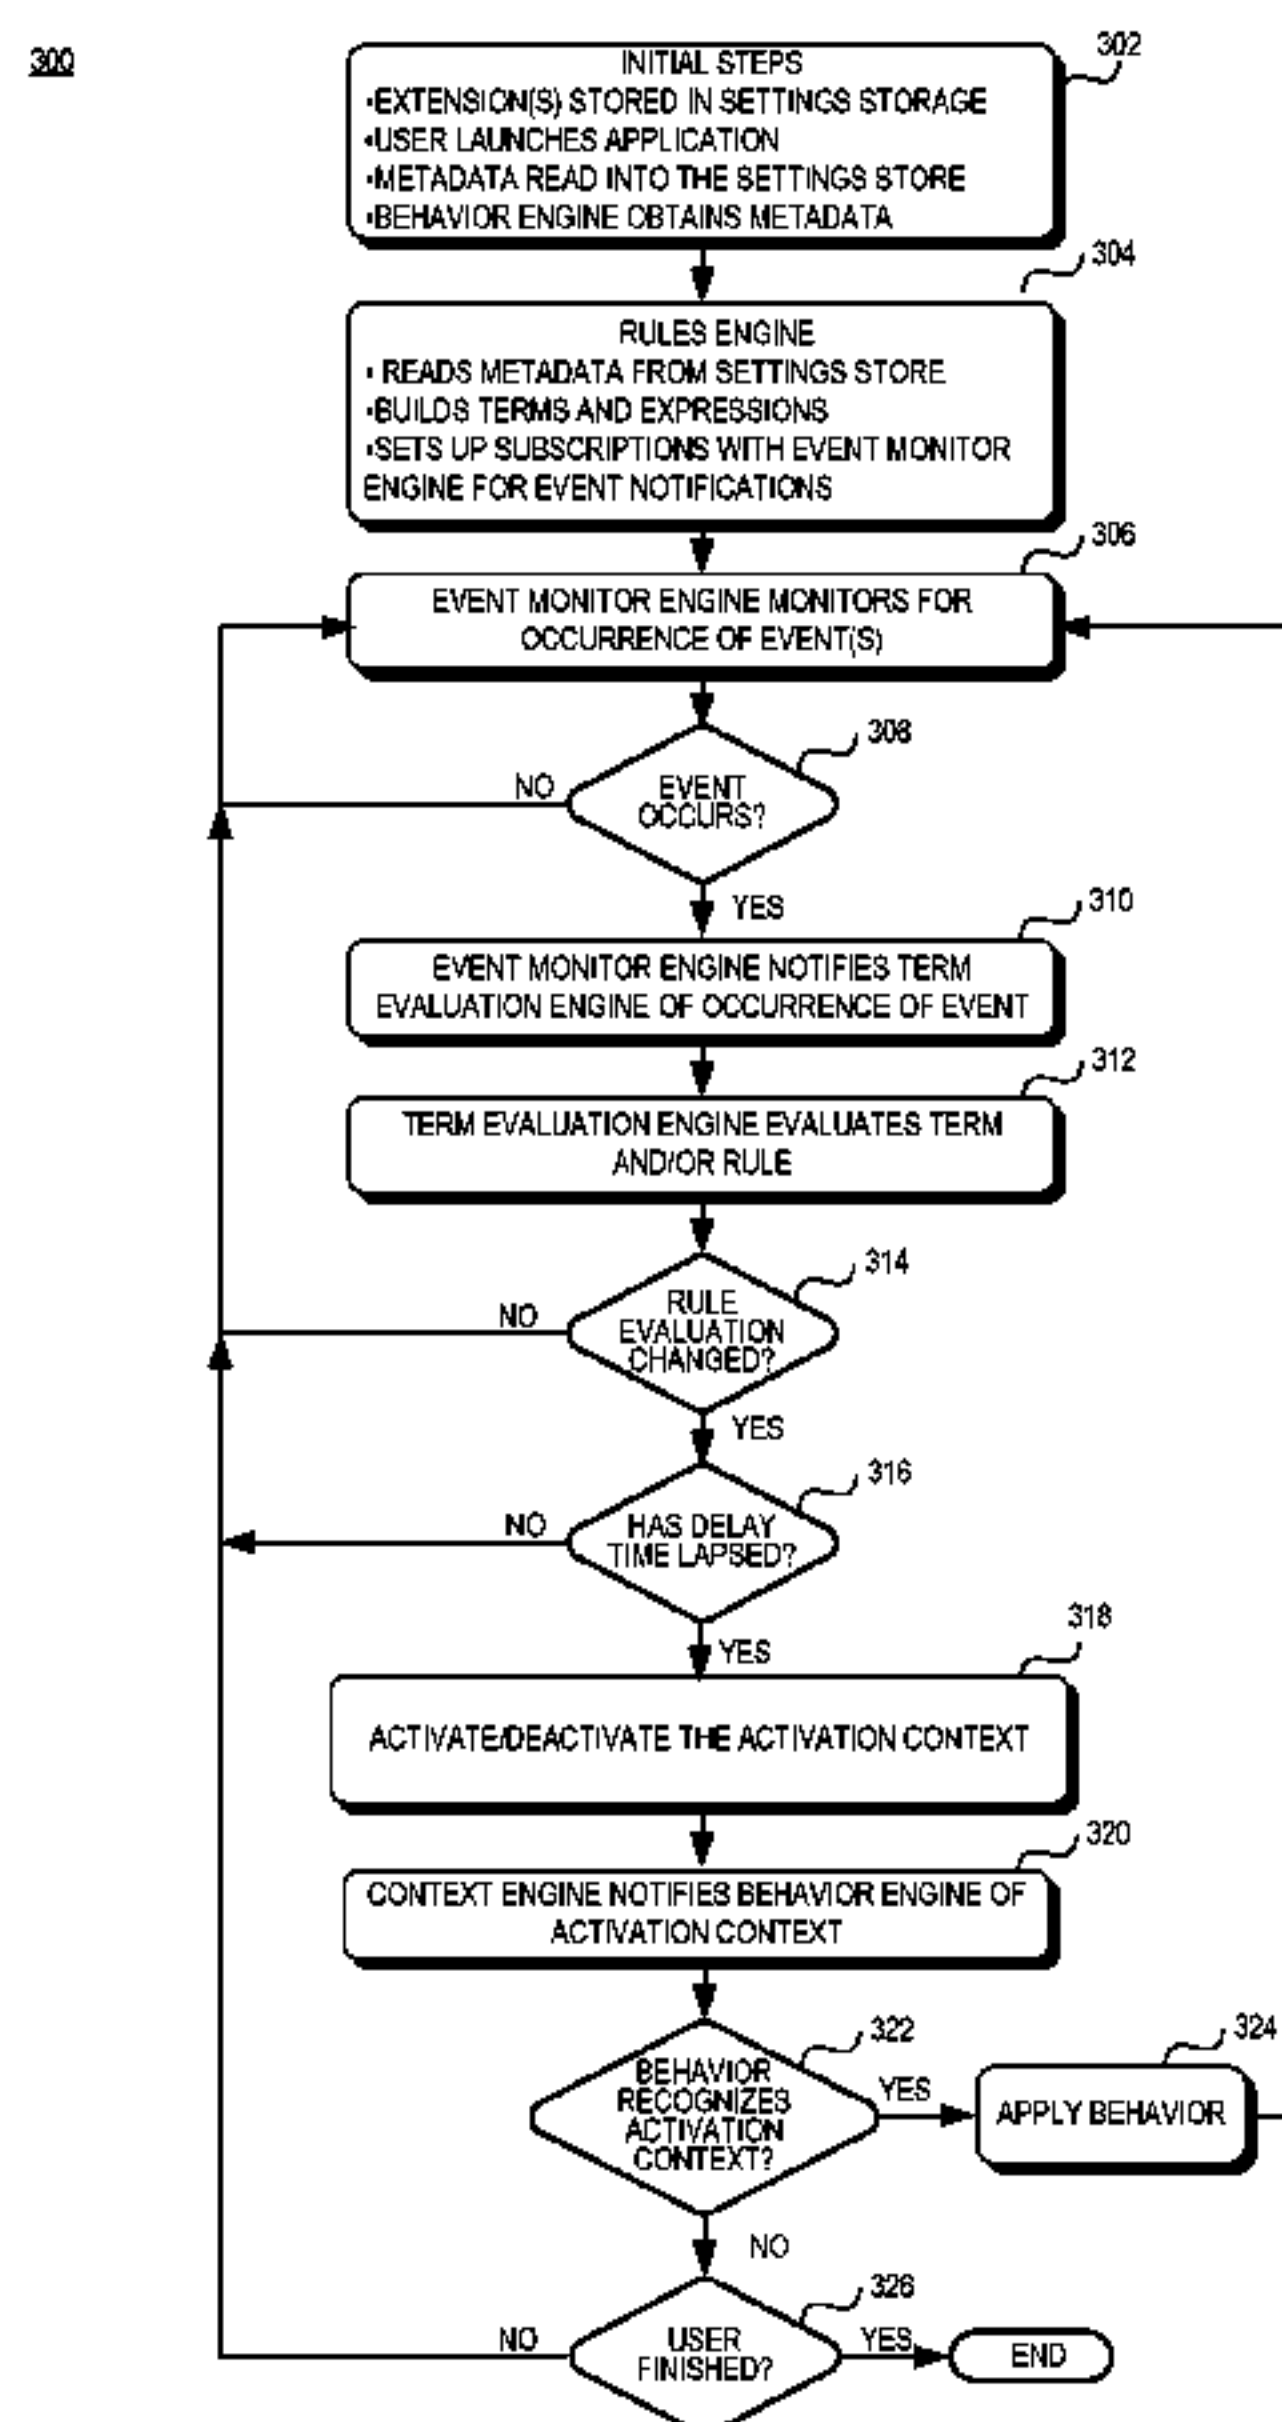 300
302
INITIAL STEPS
•EXTENSION(S) STORED IN SETTINGS STORAGE
•USER LAUNCHES APPLICATION
•METADATA READ INTO THE SETTINGS STORE
•BEHAVIOR ENGINE OBTAINS METADATA
304
RULES ENGINE
• READS METADATA FROM SETTINGS STORE
•BUILDS TERMS AND EXPRESSIONS
•SETS UP SUBSCRIPTIONS WITH EVENT MONITOR
ENGINE FOR EVENT NOTIFICATIONS
306
EVENT MONITOR ENGINE MONITORS FOR
OCCURRENCE OF EVENT(S)
308
NO
EVENT
OCCURS?
YES
310
EVENT MONITOR ENGINE NOTIFIES TERM
EVALUATION ENGINE OF OCCURRENCE OF EVENT
312
TERM EVALUATION ENGINE EVALUATES TERM
AND/OR RULE
314
NO
RULE
EVALUATION
CHANGED?
YES
316
NO
HAS DELAY
TIME LAPSED?
YES
318
ACTIVATE/DEACTIVATE THE ACTIVATION CONTEXT
320
CONTEXT ENGINE NOTIFIES BEHAVIOR ENGINE OF
ACTIVATION CONTEXT
322
BEHAVIOR
RECOGNIZES
ACTIVATION
CONTEXT?
YES
324
APPLY BEHAVIOR
NO
326
NO
USER
FINISHED?
YES
END